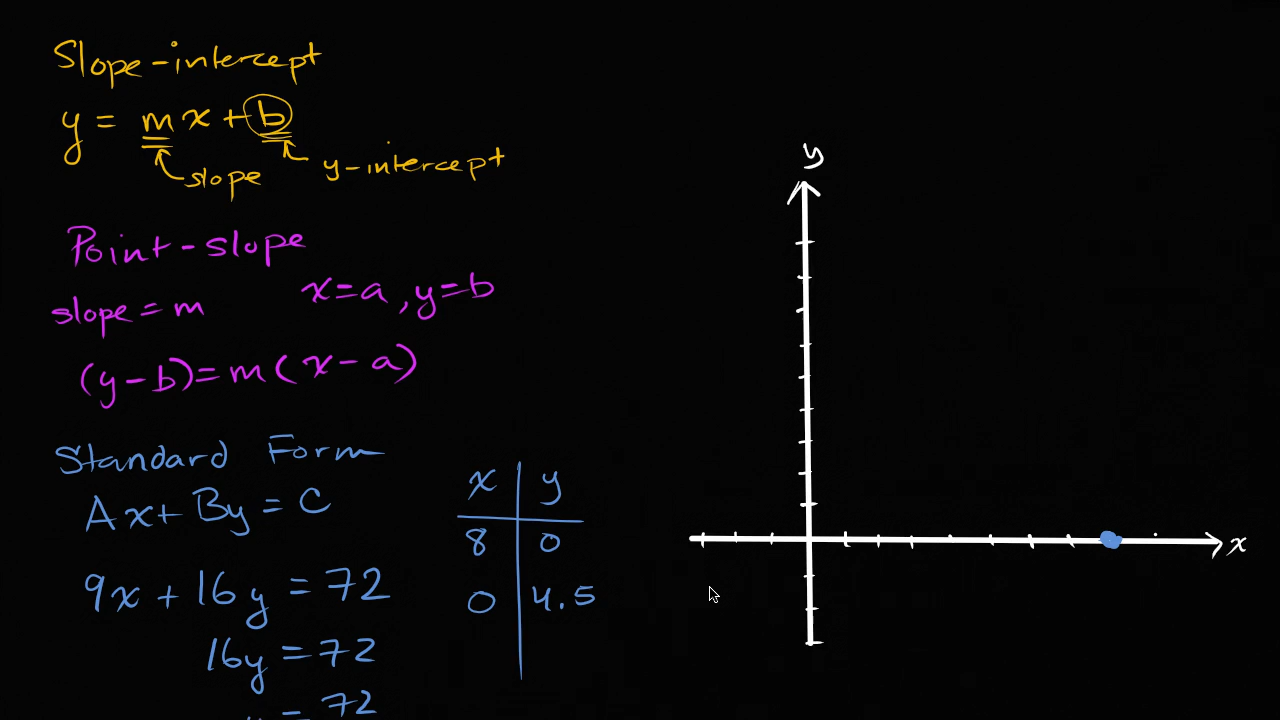 Slope-intercept
y = mx + b
slope
y-intercept
Point-slope
slope = m
x=a, y=b
(y-b)=m(x-a)
Standard Form
Ax+By=C
9x + 16y = 72
16y = 72
= 72
x y
8 0
0 4.5
y
x